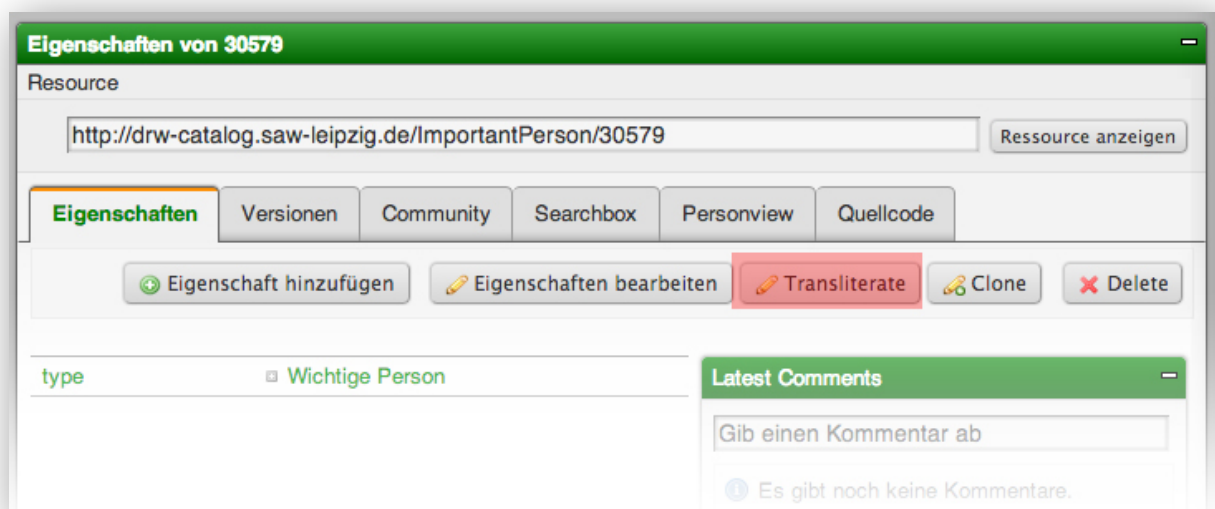 Eigenschaften von 30579
Resource
http://drw-catalog.saw-leipzig.de/ImportantPerson/30579 Ressource anzeigen
Eigenschaften Versionen Community Searchbox Personview Quellcode
Eigenschaft hinzufügen Eigenschaften bearbeiten Transliterate Clone Delete
type Wichtige Person
Latest Comments
Gib einen Kommentar ab
Es gibt noch keine Kommentare.